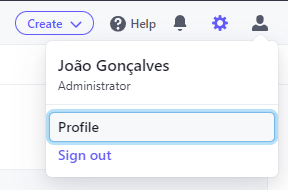 Create Help
João Gonçalves
Administrator
Profile
Sign out